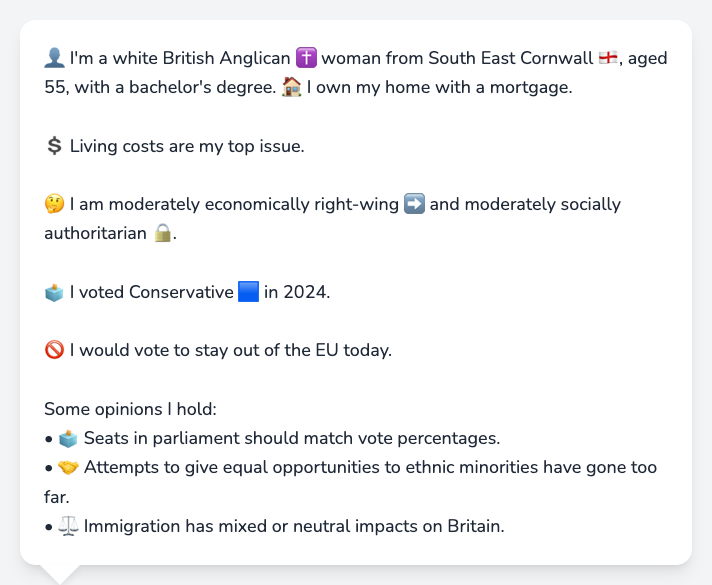 👤 I'm a white British Anglican ✝️ woman from South East Cornwall 🏴󠁧󠁢󠁥󠁮󠁧󠁿, aged
55, with a bachelor's degree. 🏠 I own my home with a mortgage.
💲 Living costs are my top issue.
🤔 I am moderately economically right-wing ➡️ and moderately socially
authoritarian 🔒.
🗳️ I voted Conservative 🟦 in 2024.
🚫 I would vote to stay out of the EU today.
Some opinions I hold:
• 🗳️ Seats in parliament should match vote percentages.
• 🤝 Attempts to give equal opportunities to ethnic minorities have gone too
far.
• ⚖️ Immigration has mixed or neutral impacts on Britain.